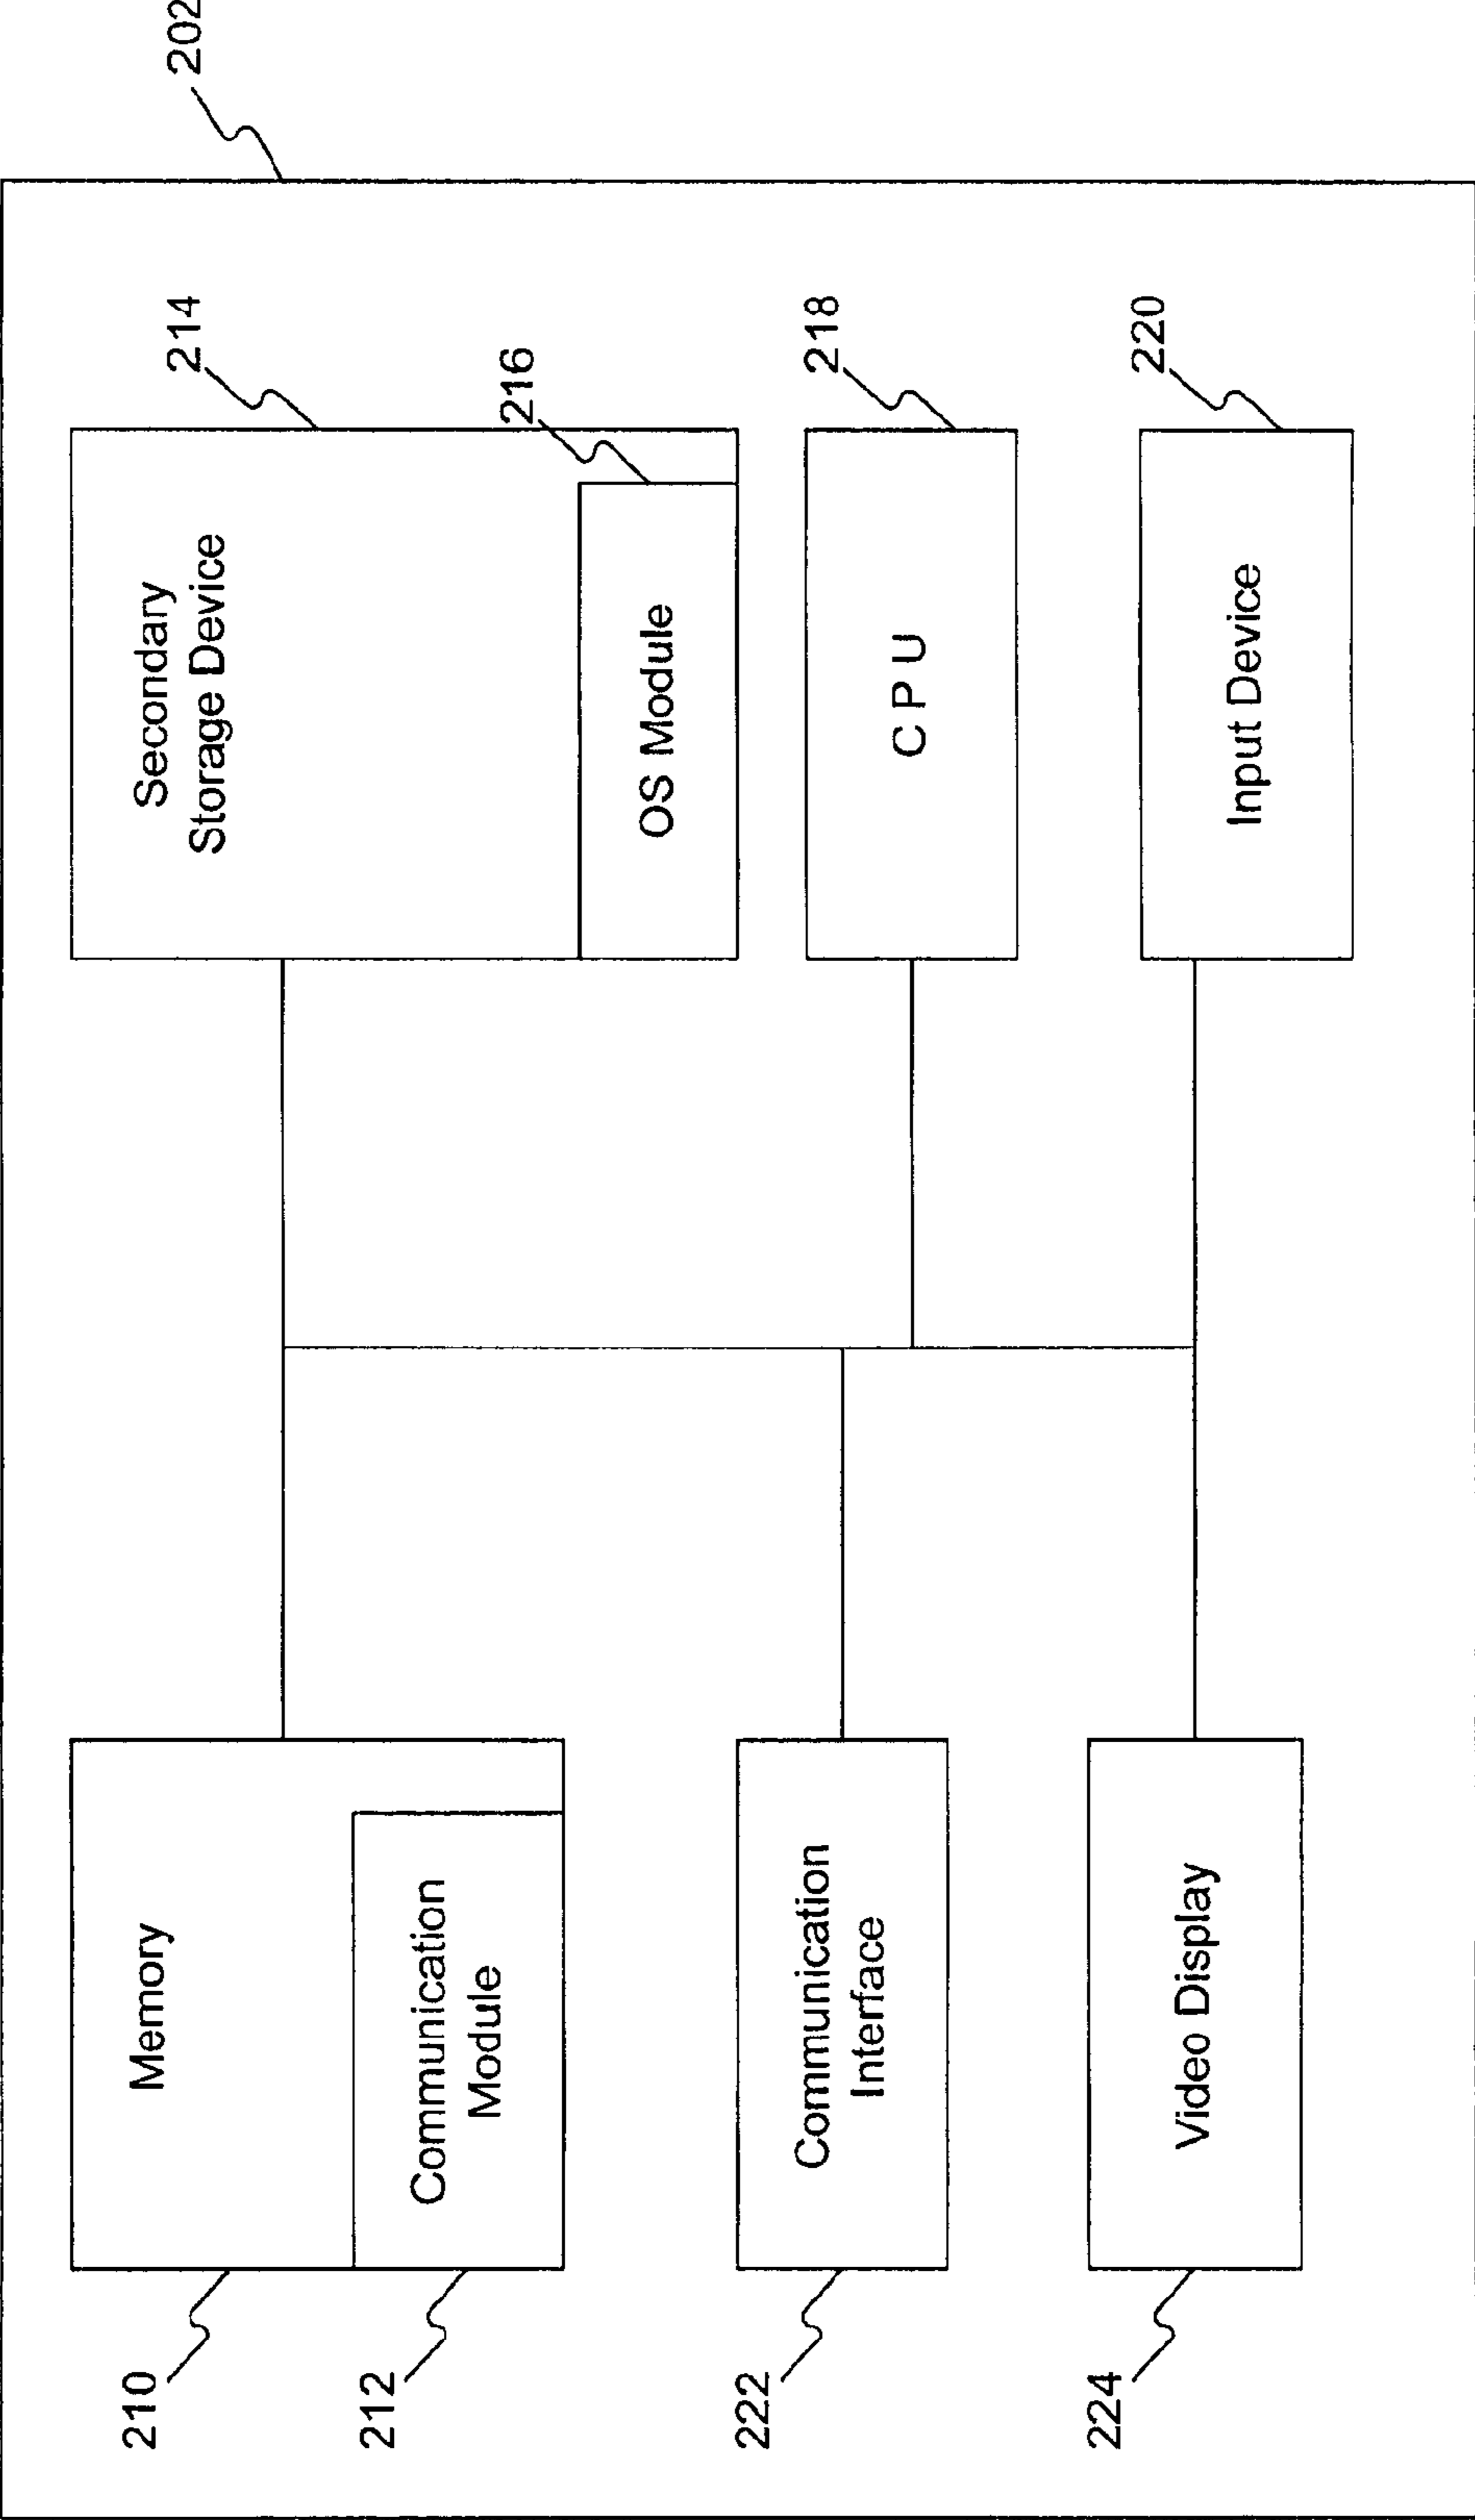 202
210
Memory
212
Communication
Module
Secondary
Storage Device
214
OS Module
216
222
Communication
Interface
C P U
218
224
Video Display
Input Device
220